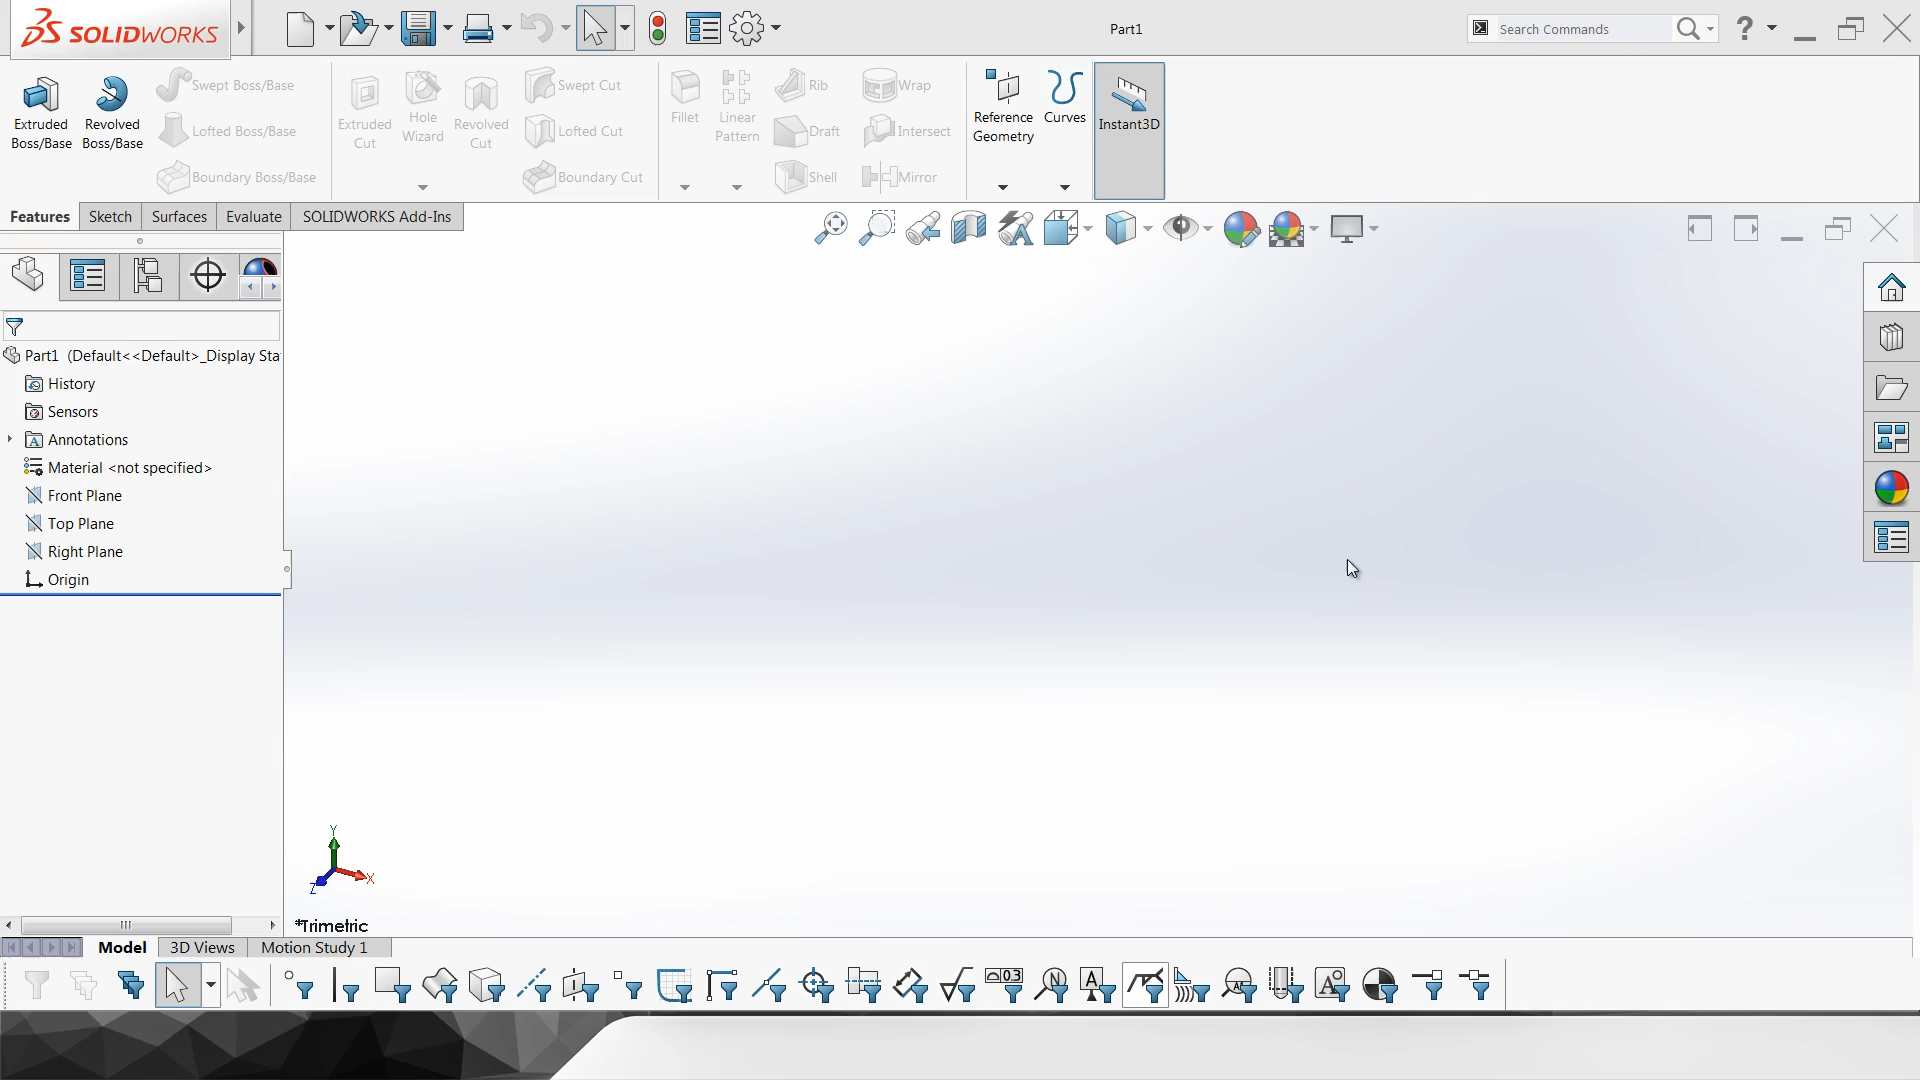 SOLIDWORKS
Part1
Search Commands
?
Extruded
Boss/Base
Revolved
Boss/Base
Swept Boss/Base
Lofted Boss/Base
Boundary Boss/Base
Extruded
Cut
Hole
Wizard
Revolved
Cut
Swept Cut
Lofted Cut
Boundary Cut
Fillet
Linear
Pattern
Rib
Draft
Shell
Wrap
Intersect
Mirror
Reference
Geometry
Curves
Instant3D
Features
Sketch
Surfaces
Evaluate
SOLIDWORKS Add-Ins
Part1 (Default<<Default>_Display Sta
History
Sensors
Annotations
Material <not specified>
Front Plane
Top Plane
Right Plane
Origin
Y
X
Z
*Trimetric
Model
3D Views
Motion Study 1
0.3
N
A
A